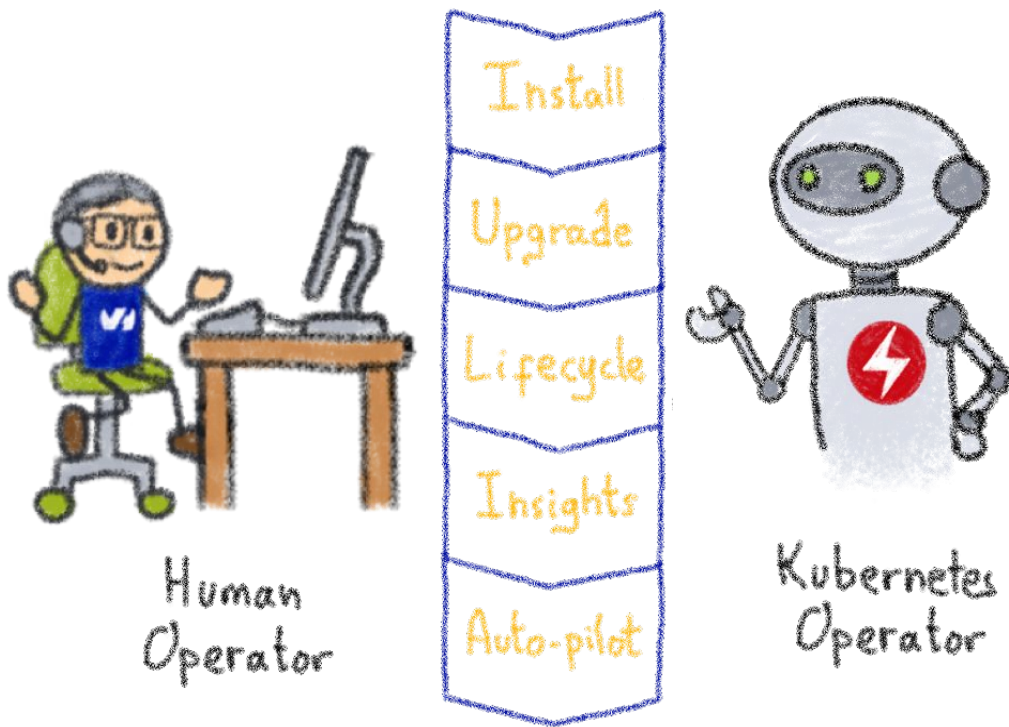 Install
Upgrade
Lifecycle
Insights
Auto-pilot
Human
Operator
Kubernetes
Operator